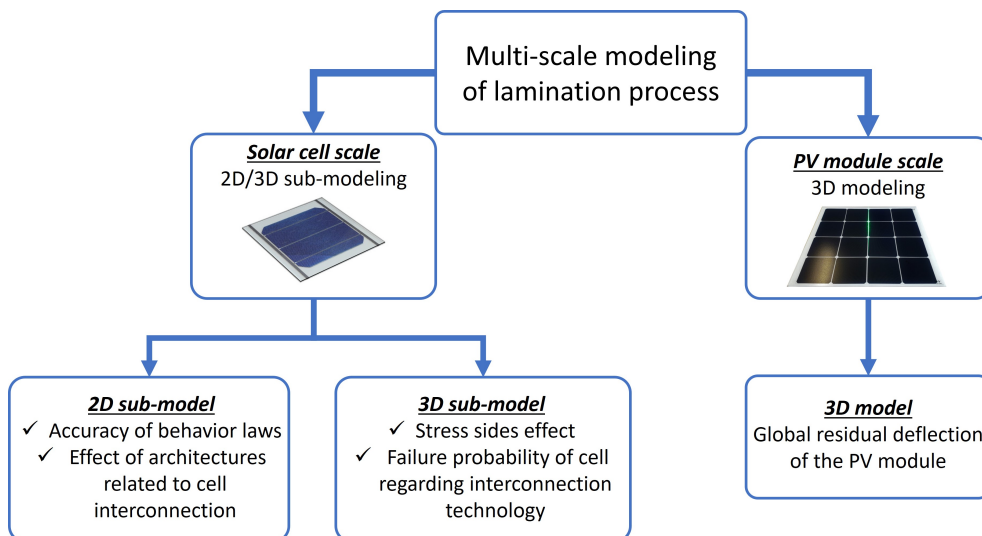 Multi-scale modeling
of lamination process
Solar cell scale
2D/3D sub-modeling
PV module scale
3D modeling
2D sub-model
✓ Accuracy of behavior laws
✓ Effect of architectures
related to cell
interconnection
3D sub-model
✓ Stress sides effect
✓ Failure probability of cell
regarding interconnection
technology
3D model
Global residual deflection
of the PV module